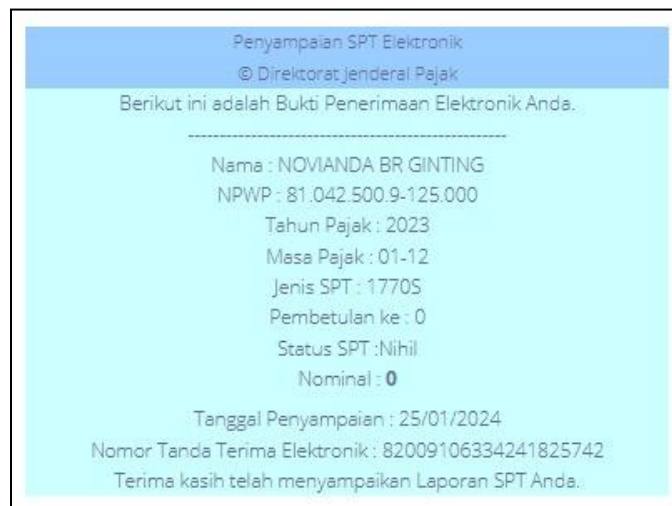 Penyampaian SPT Elektronik
© Direktorat Jenderal Pajak
Berikut ini adalah Bukti Penerimaan Elektronik Anda.
--------------------------------------------------
Nama : NOVIANDA BR GINTING
NPWP : 81.042.500.9-125.000
Tahun Pajak : 2023
Masa Pajak : 01-12
Jenis SPT : 1770S
Pembetulan ke : 0
Status SPT :Nihil
Nominal : 0
Tanggal Penyampaian : 25/01/2024
Nomor Tanda Terima Elektronik : 82009106334241825742
Terima kasih telah menyampaikan Laporan SPT Anda.